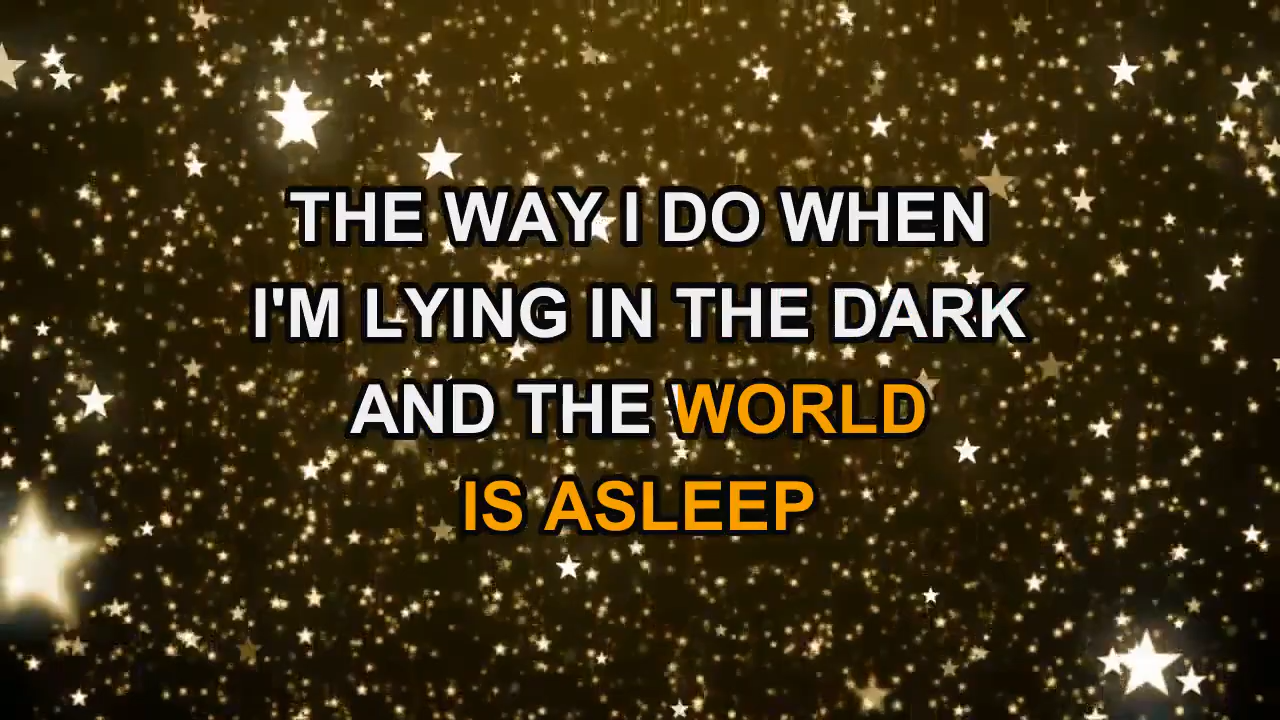 THE WAY I DO WHEN
I'M LYING IN THE DARK
AND THE WORLD
IS ASLEEP